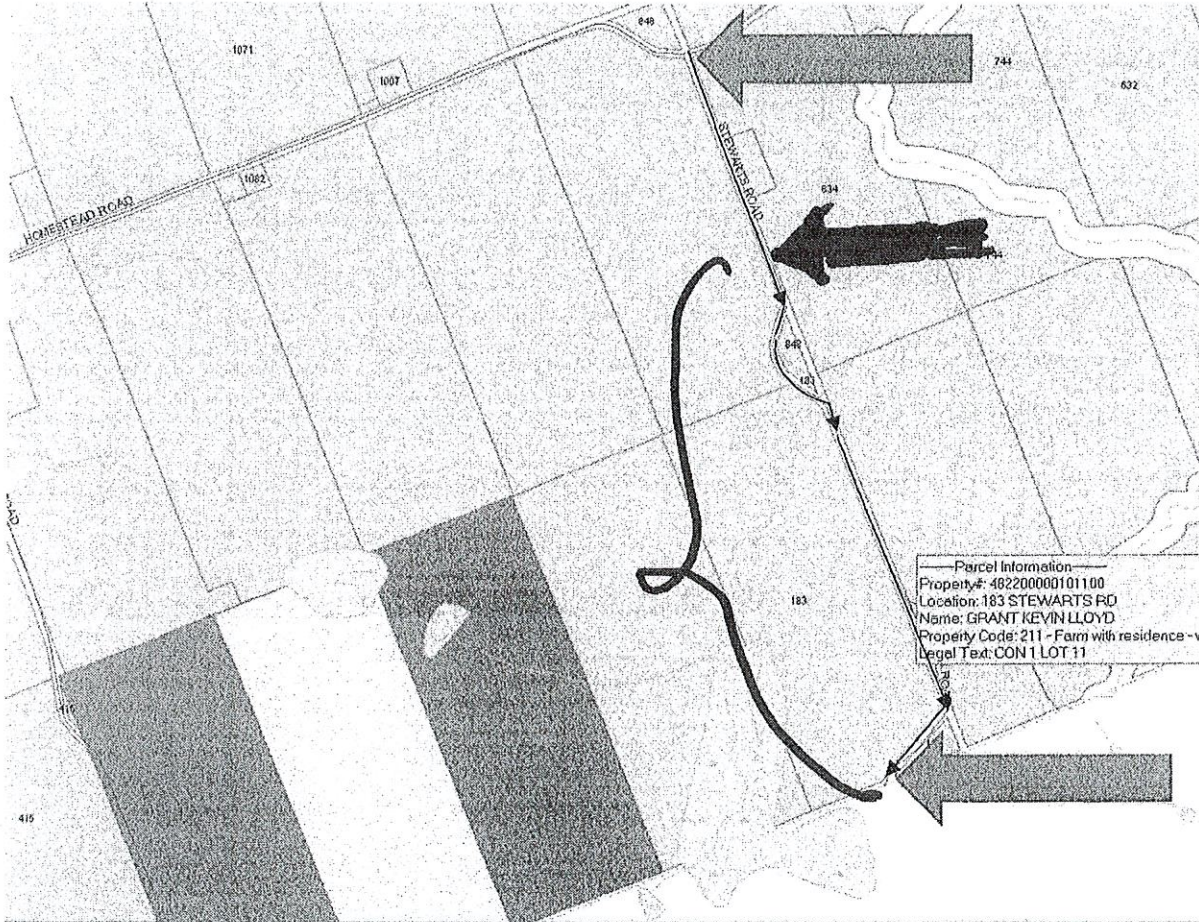 848
1071
744
1007
632
STEWARTS ROAD
1082
634
HOMESTEAD ROAD
849
183
Parcel Information
Property#: 482200000101100
Location: 183 STEWARTS RD
183
Name: GRANT KEVIN LLOYD
Property Code: 211 - Farm with residence - v
Legal Text: CON 1 LOT 11
415